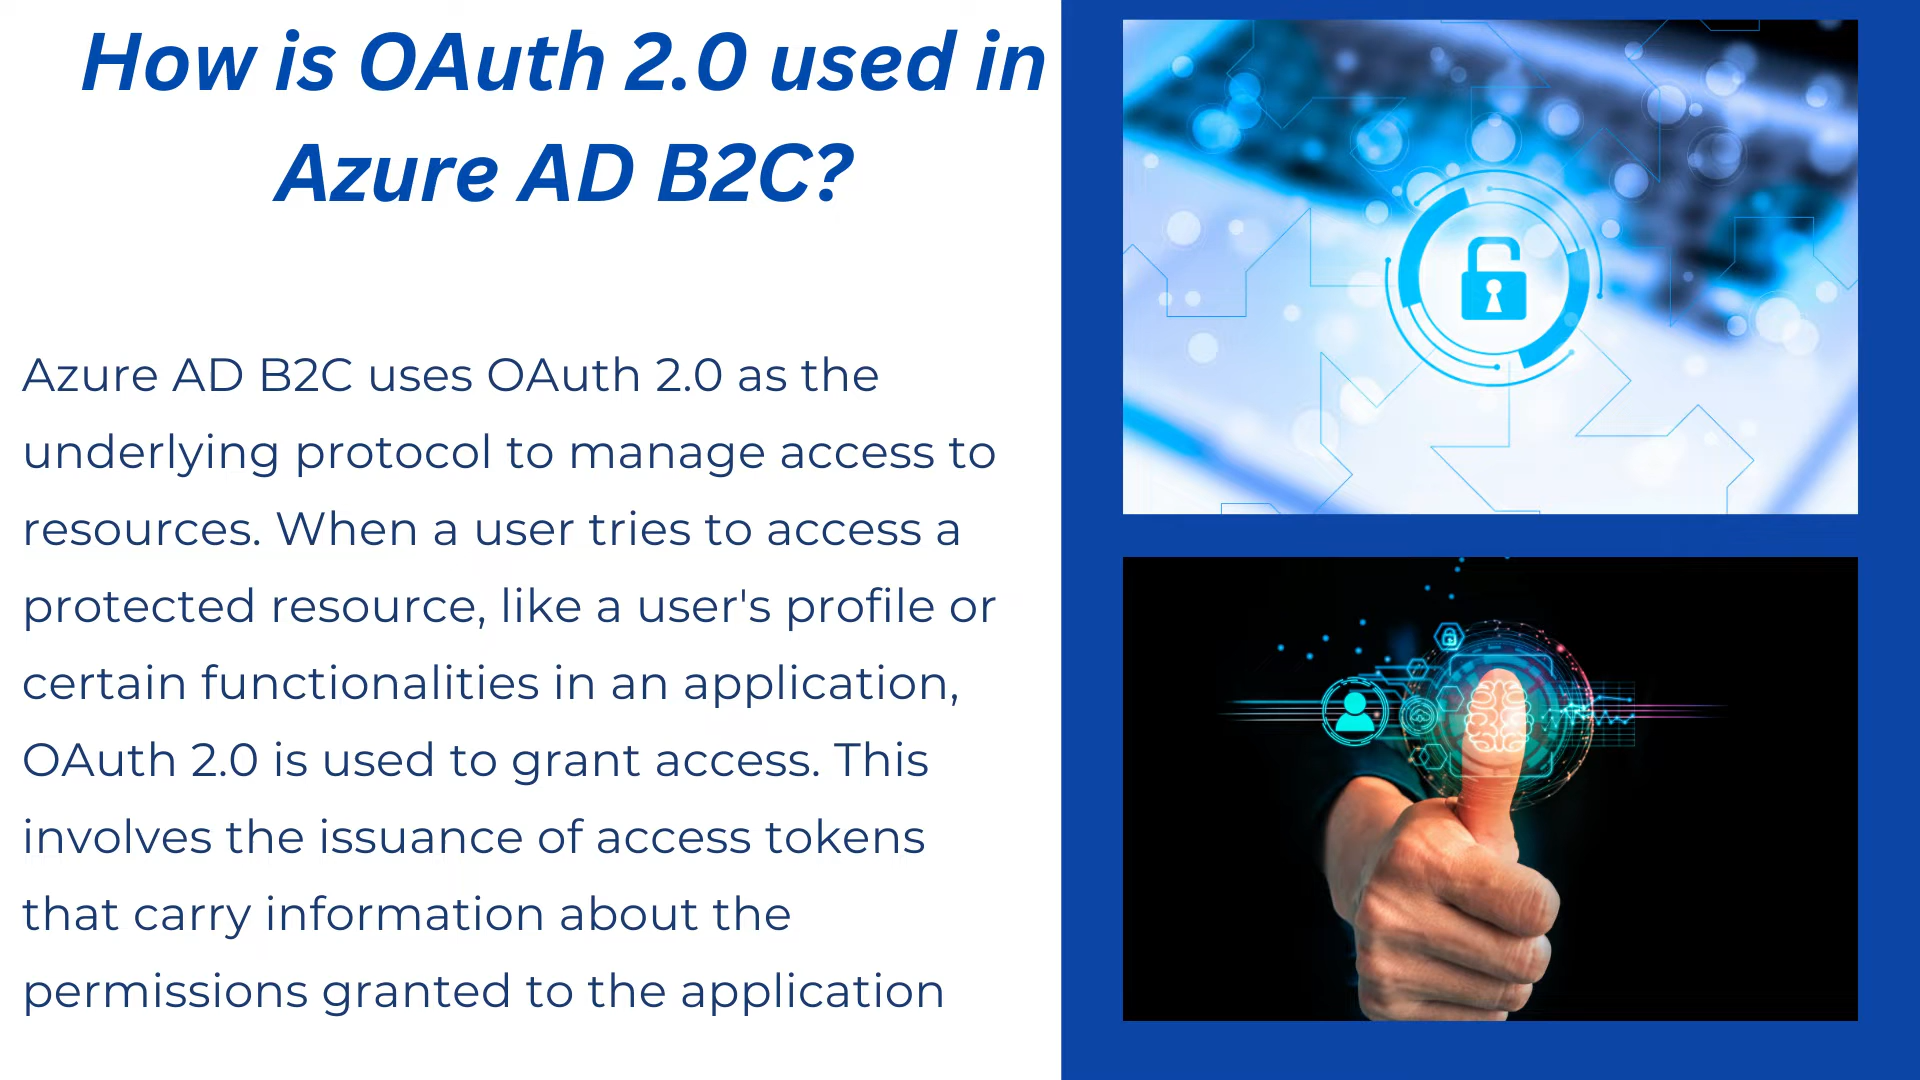 How is OAuth 2.0 used in
Azure AD B2C?
Azure AD B2C uses OAuth 2.0 as the
underlying protocol to manage access to
resources. When a user tries to access a
protected resource, like a user's profile or
certain functionalities in an application,
OAuth 2.0 is used to grant access. This
involves the issuance of access tokens
that carry information about the
permissions granted to the application